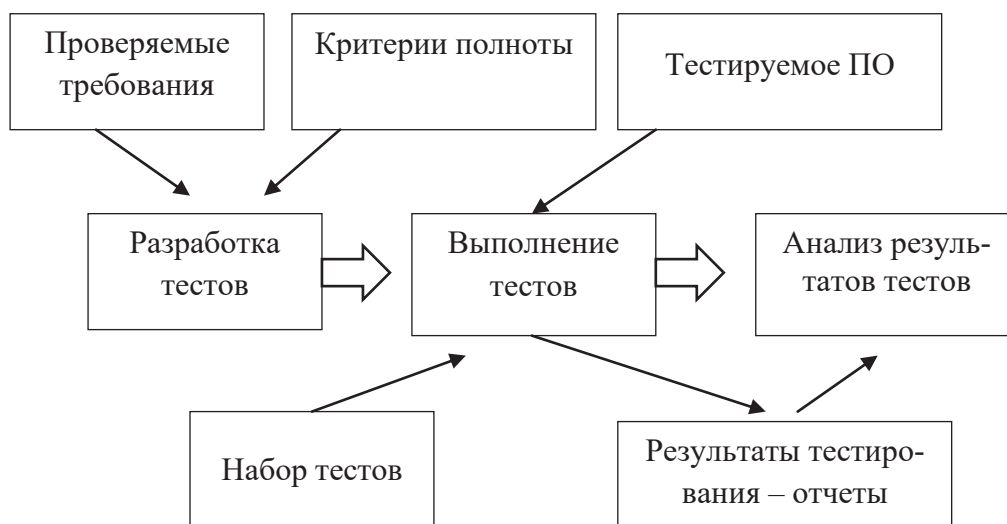 Проверяемые
требования
Критерии полноты
Тестируемое ПО
Разработка
тестов
Выполнение
тестов
Анализ резуль-
татов тестов
Набор тестов
Результаты тестиро-
вания – отчеты